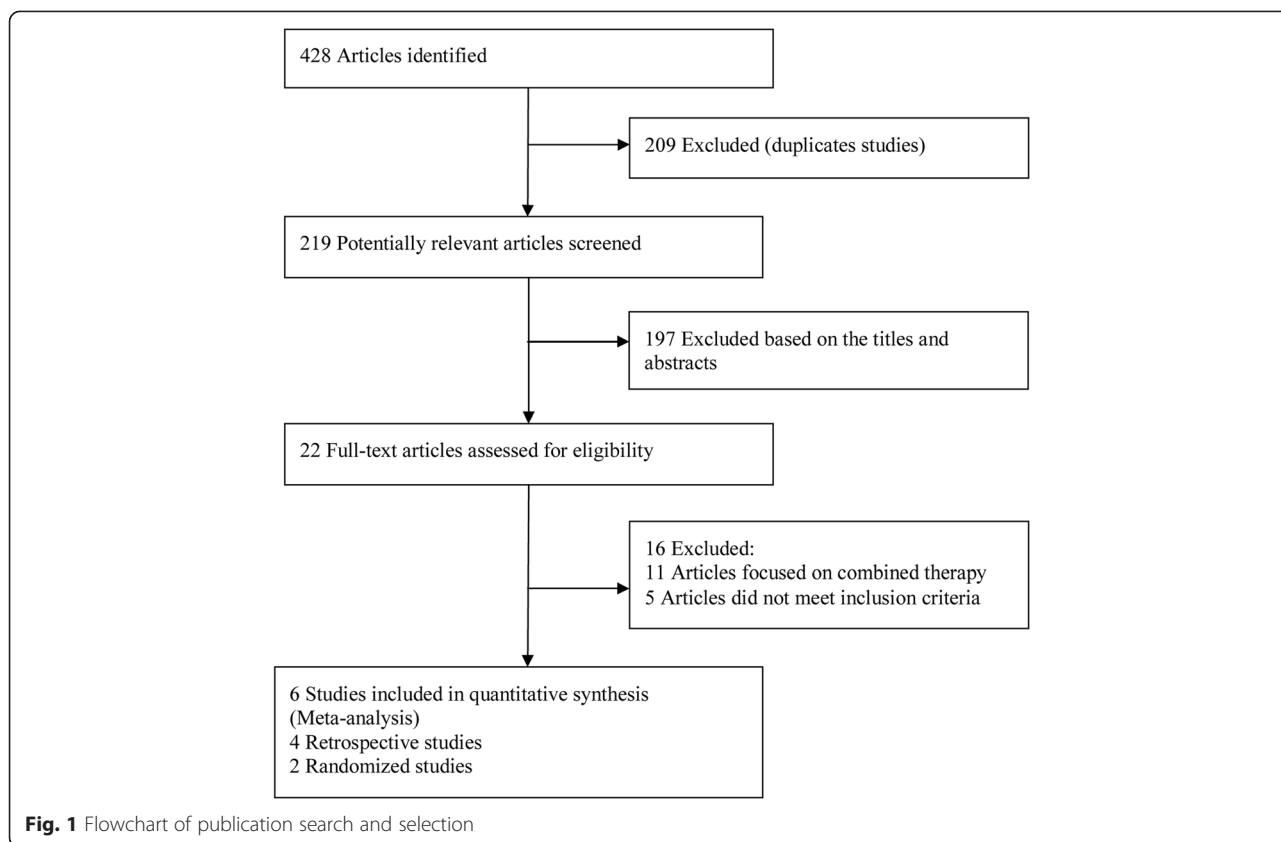 428 Articles identified
209 Excluded (duplicates studies)
219 Potentially relevant articles screened
197 Excluded based on the titles and
abstracts
22 Full-text articles assessed for eligibility
16 Excluded:
11 Articles focused on combined therapy
5 Articles did not meet inclusion criteria
6 Studies included in quantitative synthesis
(Meta-analysis)
4 Retrospective studies
2 Randomized studies
Fig. 1 Flowchart of publication search and selection